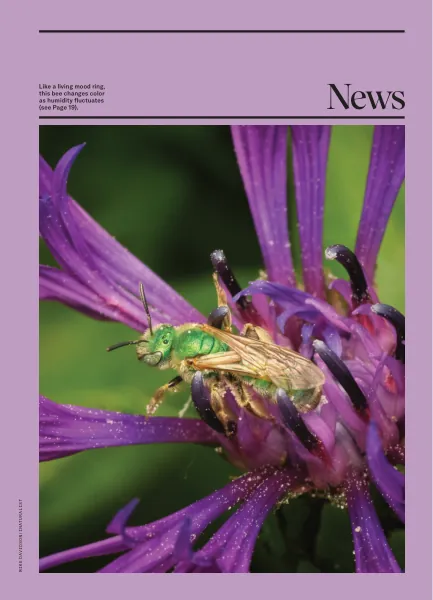 Like a living mood ring,
this bee changes color
as humidity fluctuates
(see Page 19).
News